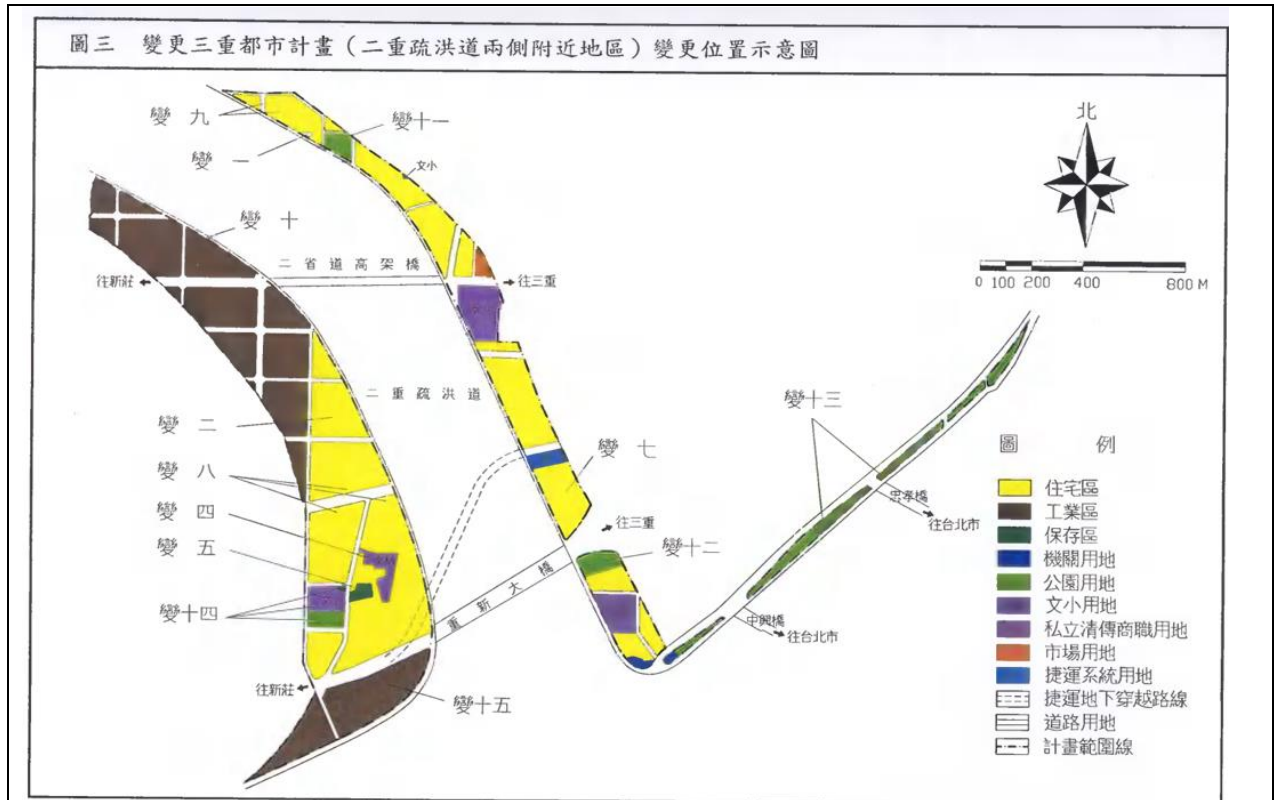 圖三 變更三重都市計畫（二重疏洪道兩側附近地區）變更位置示意圖
變 九
變十一
變 一
文小
變 十
二省道高架橋
往新莊
往三重
北
0 100 200 400 800 M
二重疏洪道
變 二
變 八
變 四
變 五
變十四
變 七
往三重
變十二
重新大橋
變十三
忠孝橋
往台北市
中興橋
往台北市
往新莊
變十五
圖 例
住宅區
工業區
保存區
機關用地
公園用地
文小用地
私立清傳商職用地
市場用地
捷運系統用地
捷運地下穿越路線
道路用地
計畫範圍線